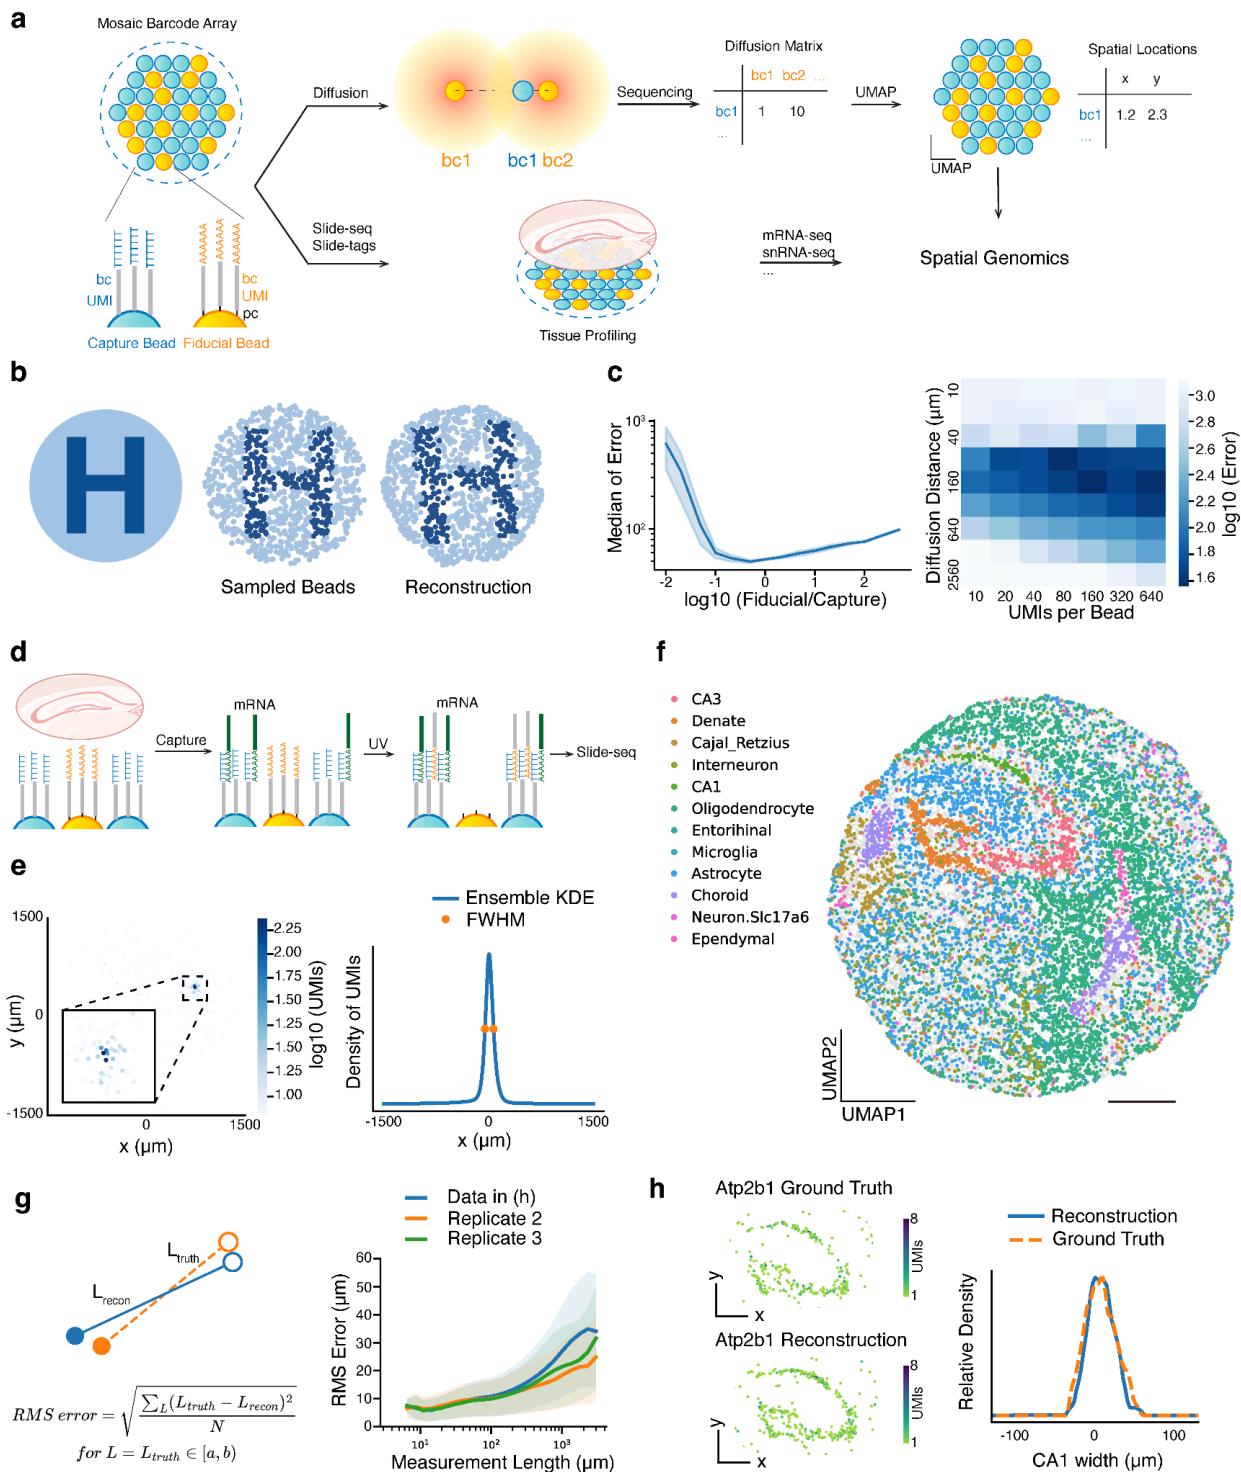 a
Mosaic Barcode Array
Diffusion
Slide-seq
Slide-tags
TTTT
TTTTT
TTTTT
AAAAA
AAAAAA
AAAAA
bc
UMI
bc
UMI
pc
Capture Bead
Fiducial Bead
bc1
bc1 bc2
Sequencing
Diffusion Matrix
bc1 bc2 ...
bc1 1 10
...
UMAP
UMAP
Spatial Locations
x y
bc1 1.2 2.3
...
Tissue Profiling
mRNA-seq
snRNA-seq
...
Spatial Genomics
b
H
Sampled Beads
Reconstruction
c
Median of Error
10³
10²
-2 -1 0 1 2
log10 (Fiducial/Capture)
Diffusion Distance (µm)
10
40
160
640
2560
10 20 40 80 160 320 640
UMIs per Bead
3.0
2.8
2.6
2.4
2.2
2.0
1.8
1.6
log10 (Error)
d
Capture
mRNA
UV
mRNA
Slide-seq
e
1500
0
-1500
y (µm)
0 1500
x (µm)
2.25
2.00
1.75
1.50
1.25
1.50
1.25
1.00
log10 (UMIs)
Ensemble KDE
FWHM
Density of UMIs
-1500 0 1500
x (µm)
f
CA3
Denate
Cajal_Retzius
Interneuron
CA1
Oligodendrocyte
Entorihinal
Microglia
Astrocyte
Choroid
Neuron.Slc17a6
Ependymal
UMAP2
UMAP1
g
L_truth
L_recon
RMS error = √(∑_L(L_truth − L_recon)² / N)
for L = L_truth ∈ [a, b)
Data in (h)
Replicate 2
Replicate 3
RMS Error (µm)
60
50
40
30
20
10
0
10¹ 10² 10³
Measurement Length (µm)
h
Atp2b1 Ground Truth
y
x
8
UMIs
1
Atp2b1 Reconstruction
y
x
8
UMIs
1
Reconstruction
Ground Truth
Relative Density
-100 0 100
CA1 width (µm)